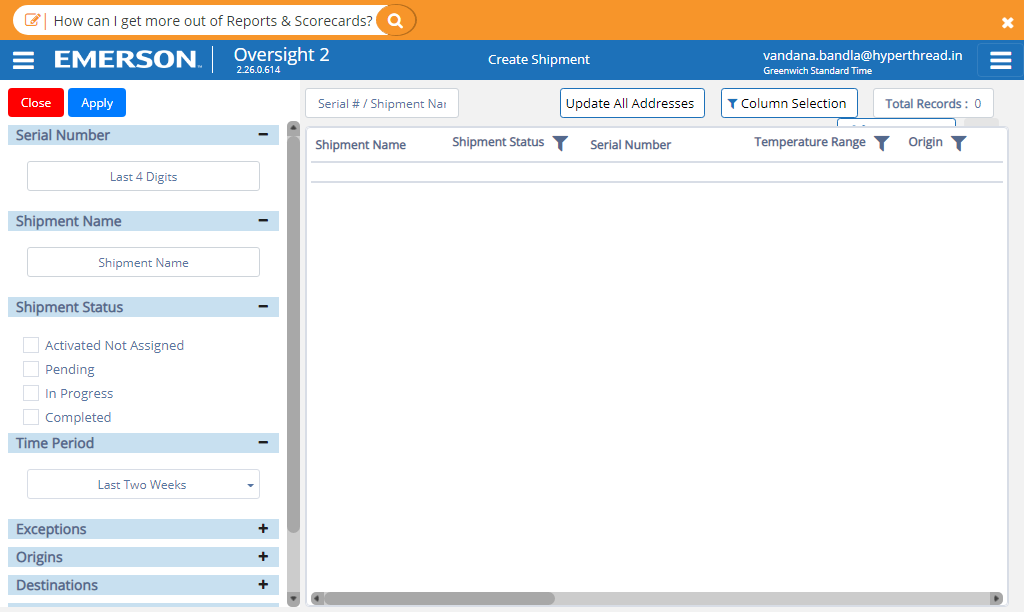 How can I get more out of Reports & Scorecards?
EMERSON
Oversight 2
2.26.0.614
Create Shipment
vandana.bandla@hyperthread.in
Greenwich Standard Time
Close
Apply
Serial # / Shipment Nar
Update All Addresses
Column Selection
Total Records : 0
Serial Number
Last 4 Digits
Shipment Name
Shipment Name
Shipment Status
Activated Not Assigned
Pending
In Progress
Completed
Time Period
Last Two Weeks
Exceptions
Origins
Destinations
Shipment Name
Shipment Status
Serial Number
Temperature Range
Origin